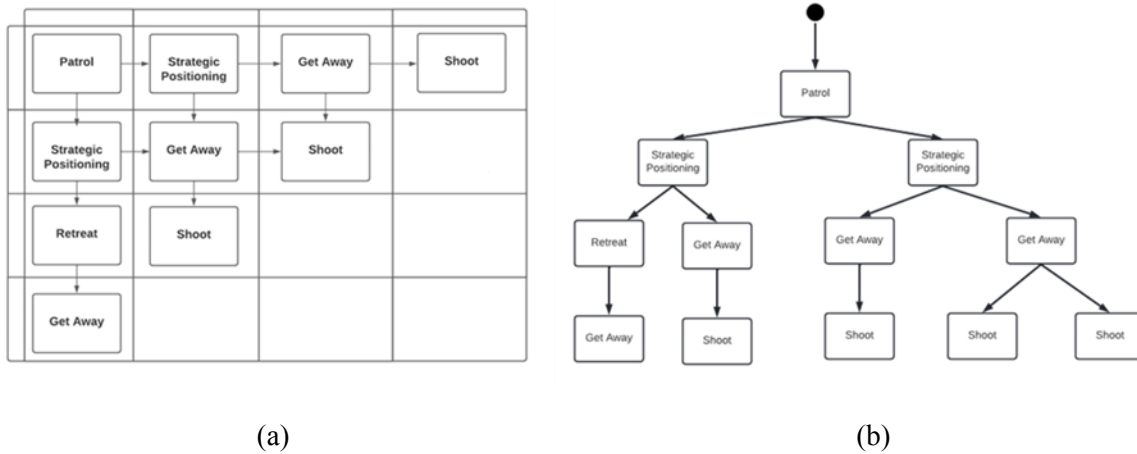 Patrol
Strategic
Positioning
Get Away
Shoot
Strategic
Positioning
Get Away
Shoot
Retreat
Shoot
Get Away
(a)
Patrol
Strategic
Positioning
Strategic
Positioning
Retreat
Get Away
Get Away
Get Away
Get Away
Shoot
Shoot
Shoot
Shoot
(b)